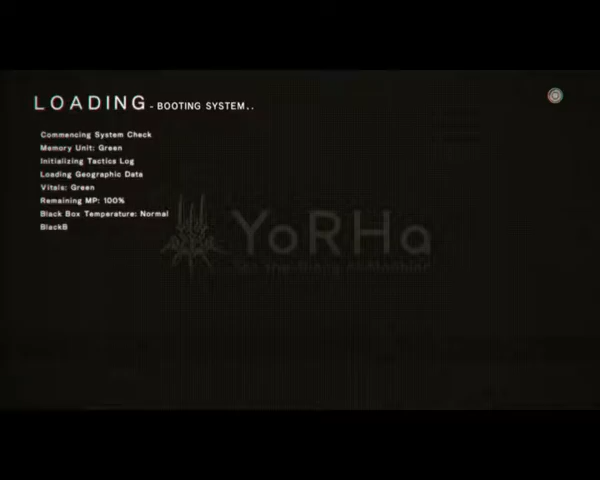 LOADING - BOOTING SYSTEM..
Commencing System Check
Memory Unit: Green
Initializing Tactics Log
Loading Geographic Data
Vitals: Green
Remaining MP: 100%
Black Box Temperature: Normal
BlackB
YoRHa